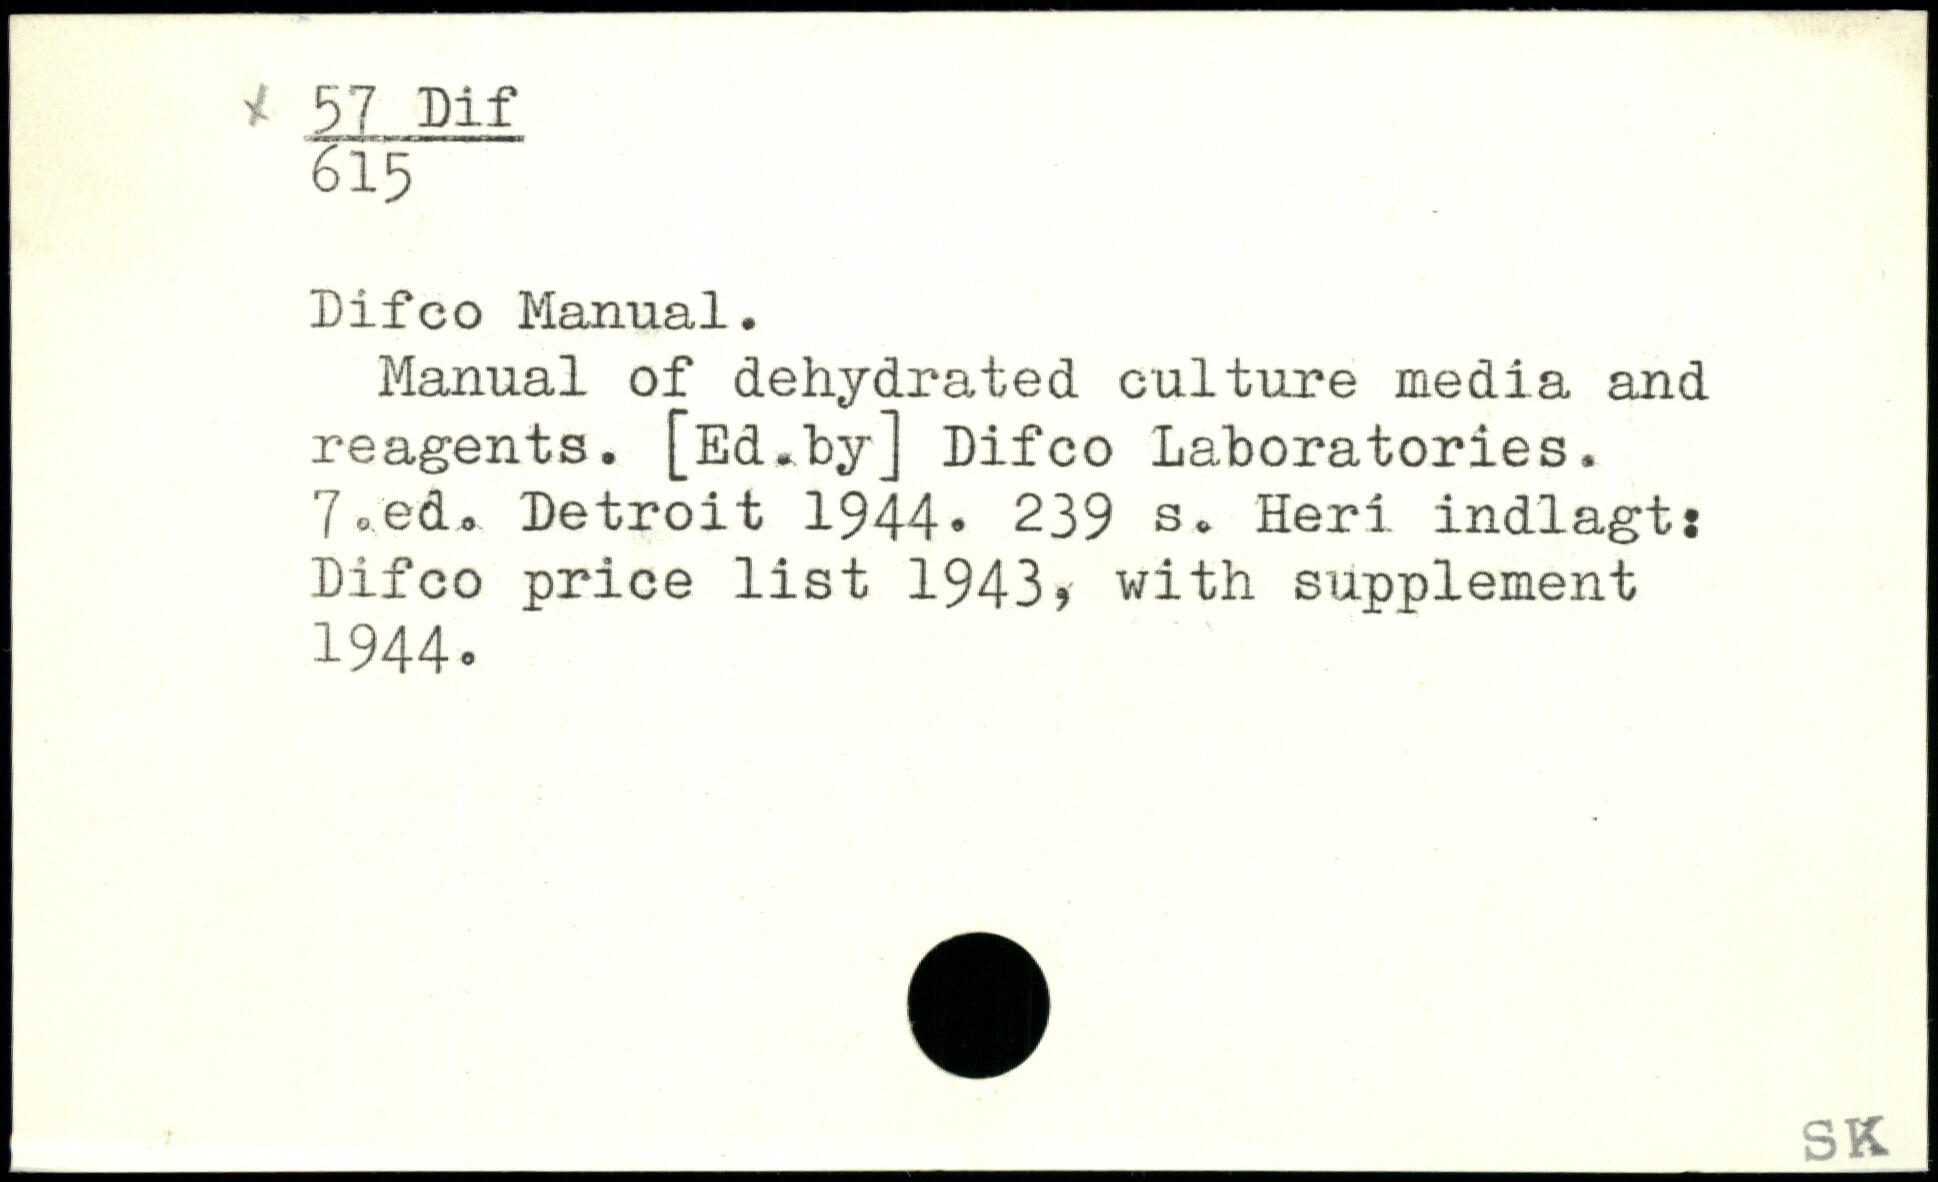 x 57 Dif
615
Difco Manual.
Manual of dehydrated culture media and
reagents. [Ed.by] Difco Laboratories.
7.ed. Detroit 1944. 239 s. Heri indlagt:
Difco price list 1943, with supplement
1944.
SK